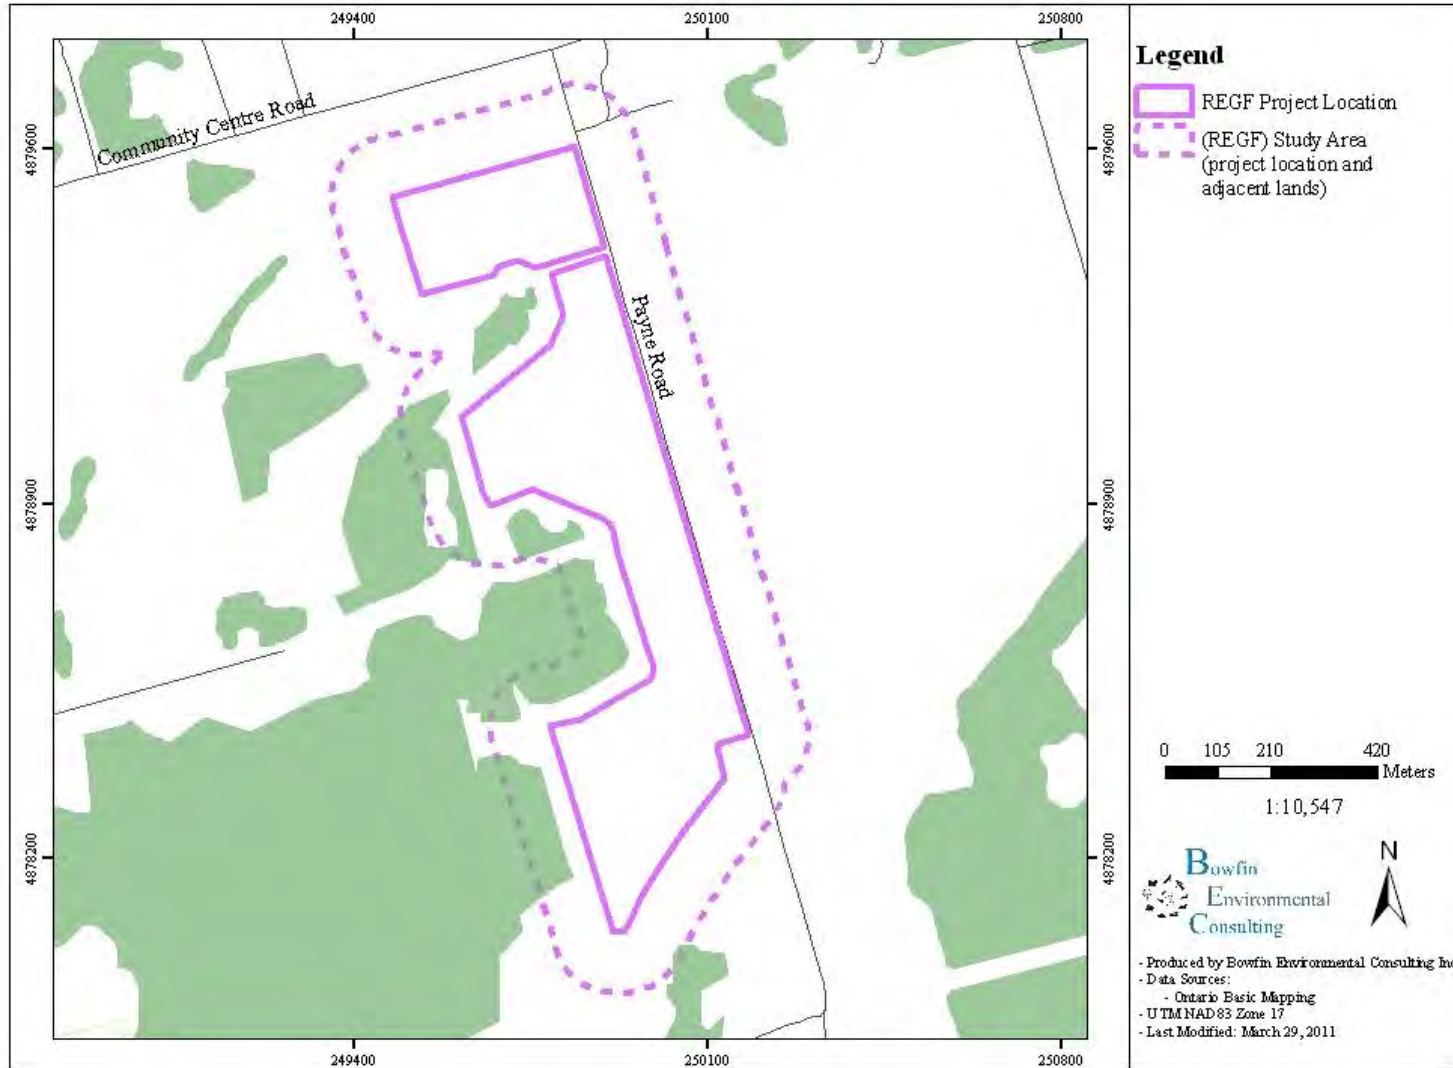 249400
250100
250800
4879600
4878900
4878200
Community Centre Road
Payne Road
4879600
4878900
4878200
249400
250100
250800
Legend
REGF Project Location
(REGF) Study Area
(project location and
adjacent lands)
0 105 210 420
Meters
1:10,547
Bowfin
Environmental
Consulting
N
- Produced by Bowfin Environmental Consulting Inc
- Data Sources:
- Ontario Basic Mapping
- UTM NAD83 Zone 17
- Last Modified: March 29, 2011